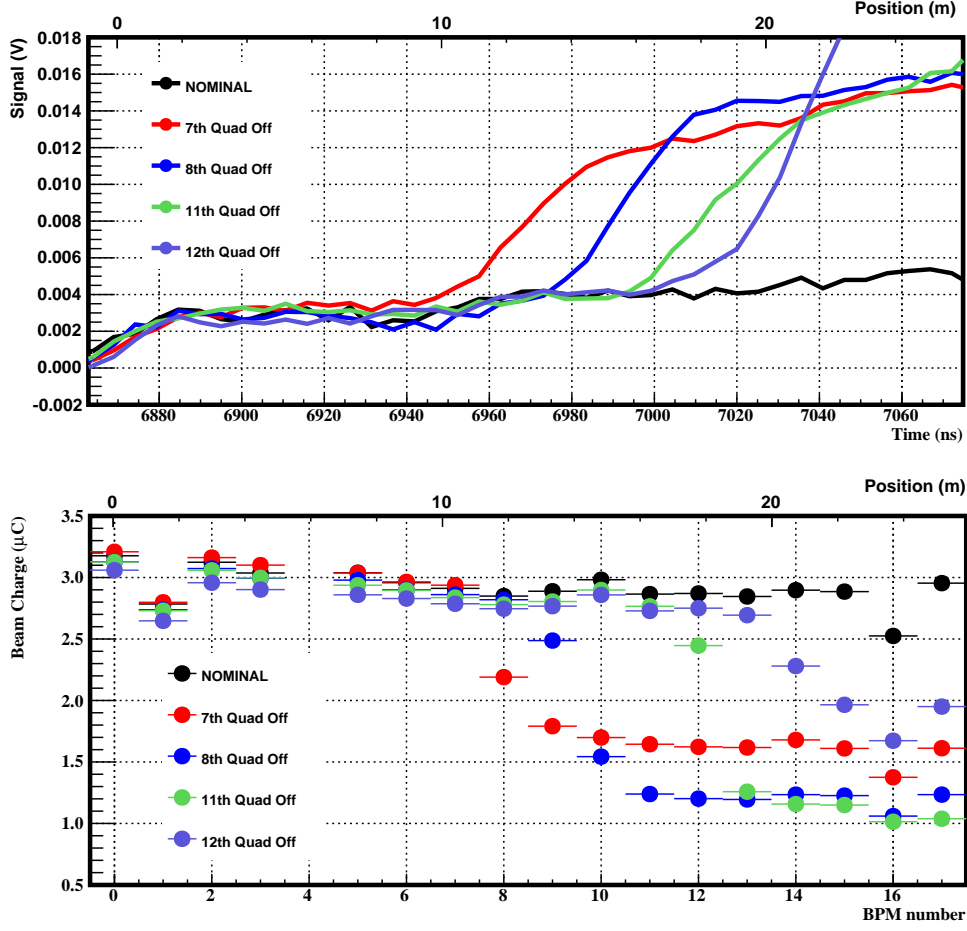 Position (m)
0 10 20
Signal (V)
0.018
0.016
0.014
0.012
0.010
0.008
0.006
0.004
0.002
0.000
-0.002
NOMINAL
7th Quad Off
8th Quad Off
11th Quad Off
12th Quad Off
6880 6900 6920 6940 6960 6980 7000 7020 7040 7060
Time (ns)
Position (m)
0 10 20
Beam Charge (μC)
3.5
3.0
2.5
2.0
1.5
1.0
0.5
NOMINAL
7th Quad Off
8th Quad Off
11th Quad Off
12th Quad Off
0 2 4 6 8 10 12 14 16
BPM number